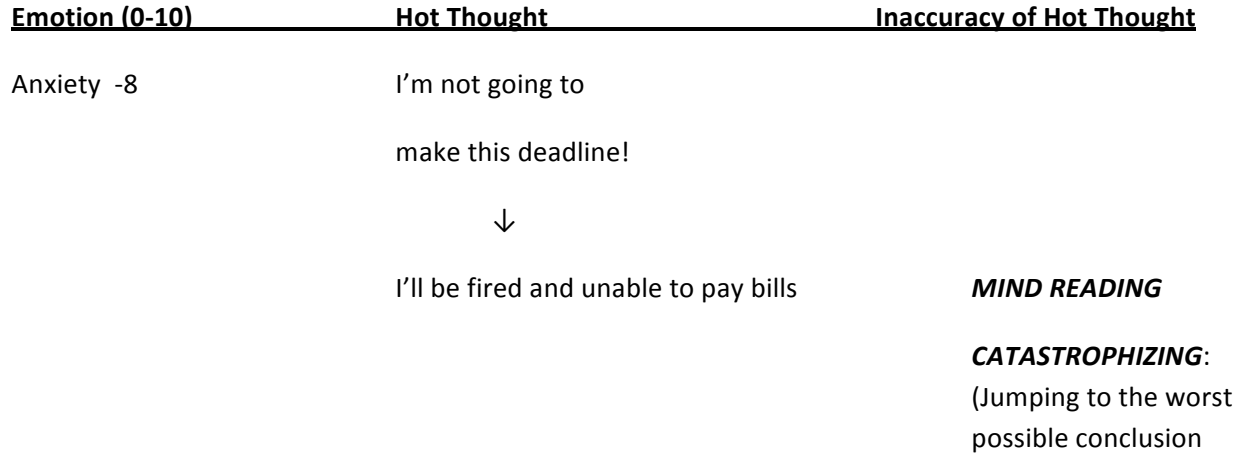 Emotion (0-10) Hot Thought Inaccuracy of Hot Thought
Anxiety -8 I’m not going to
make this deadline!
↓
I’ll be fired and unable to pay bills MIND READING
CATASTROPHIZING:
(Jumping to the worst
possible conclusion